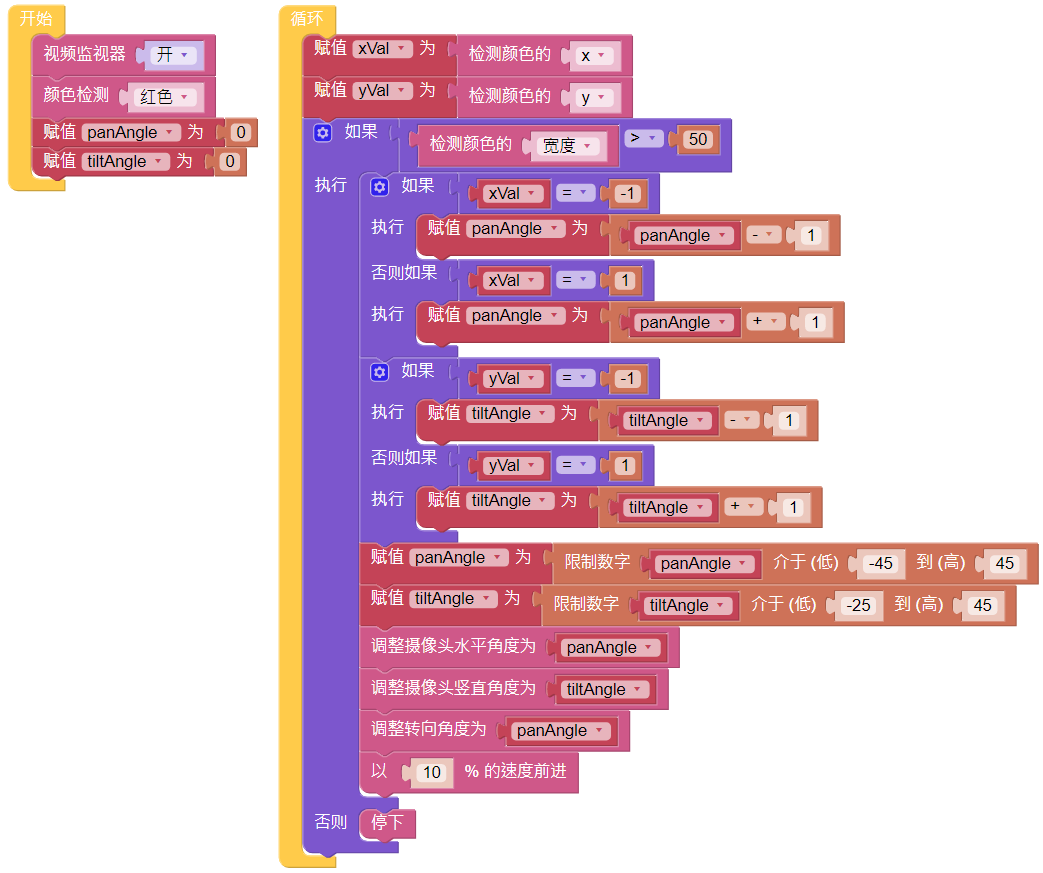 开始
视频监视器 开
颜色检测 红色
赋值 panAngle 为 0
赋值 tiltAngle 为 0
循环
赋值 xVal 为 检测颜色的 x
赋值 yVal 为 检测颜色的 y
如果 检测颜色的 宽度 > 50
执行 如果 xVal = -1
执行 赋值 panAngle 为 panAngle - 1
否则如果 xVal = 1
执行 赋值 panAngle 为 panAngle + 1
如果 yVal = -1
执行 赋值 tiltAngle 为 tiltAngle - 1
否则如果 yVal = 1
执行 赋值 tiltAngle 为 tiltAngle + 1
赋值 panAngle 为 限制数字 panAngle 介于 (低) -45 到 (高) 45
赋值 tiltAngle 为 限制数字 tiltAngle 介于 (低) -25 到 (高) 45
调整摄像头水平角度为 panAngle
调整摄像头竖直角度为 tiltAngle
调整转向角度为 panAngle
以 10 % 的速度前进
否则 停下